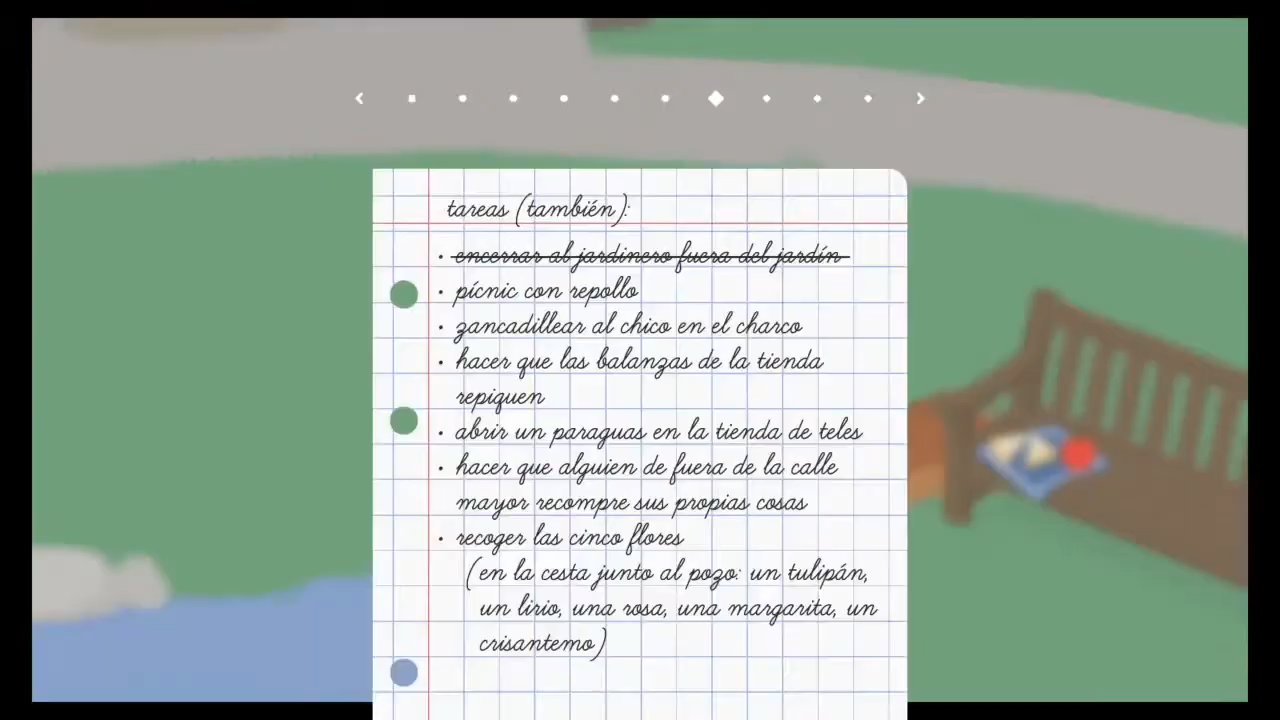 tareas (también):
• encerrar al jardinero fuera del jardín
• pícnic con repollo
• zancadillear al chico en el charco
• hacer que las balanzas de la tienda
repiquen
• abrir un paraguas en la tienda de teles
• hacer que alguien de fuera de la calle
mayor recompre sus propias cosas
• recoger las cinco flores
(en la cesta junto al pozo: un tulipán,
un lirio, una rosa, una margarita, un
crisantemo)